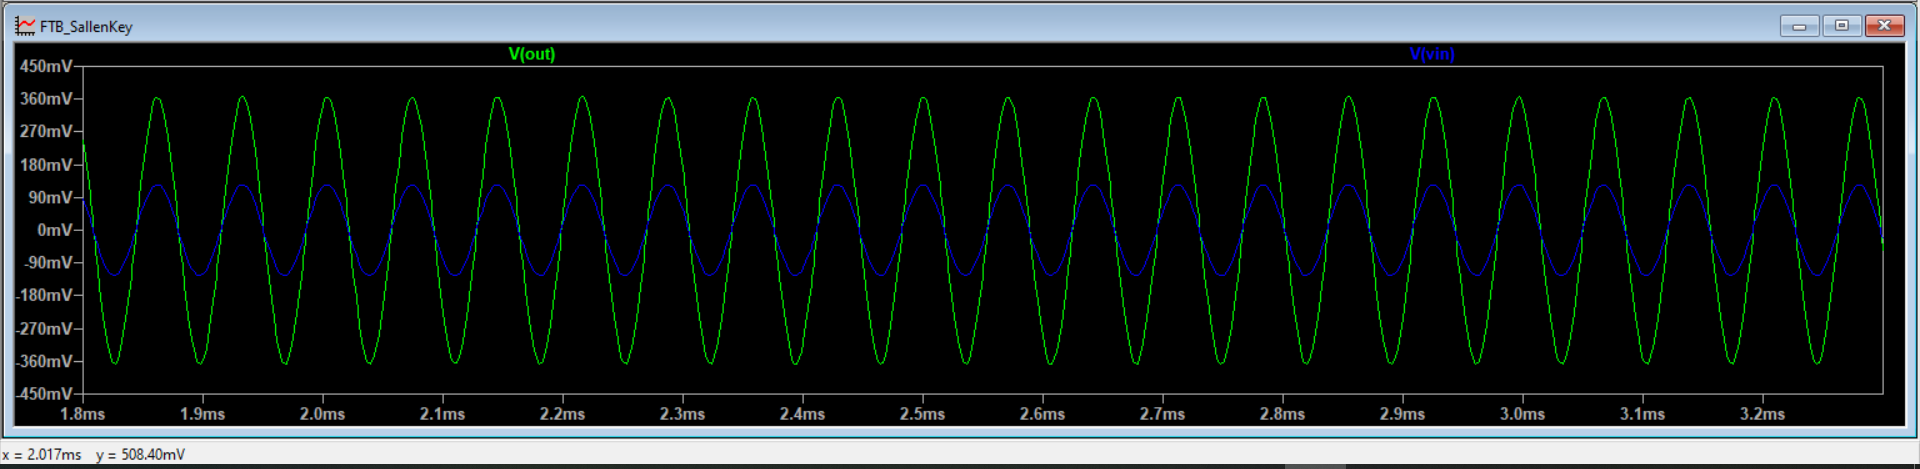 FTB_SallenKey
V(out) V(vin)
450mV
360mV
270mV
180mV
90mV
0mV
-90mV
-180mV
-270mV
-360mV
-450mV
1.8ms 1.9ms 2.0ms 2.1ms 2.2ms 2.3ms 2.4ms 2.5ms 2.6ms 2.7ms 2.8ms 2.9ms 3.0ms 3.1ms 3.2ms
x = 2.017ms y = 508.40mV